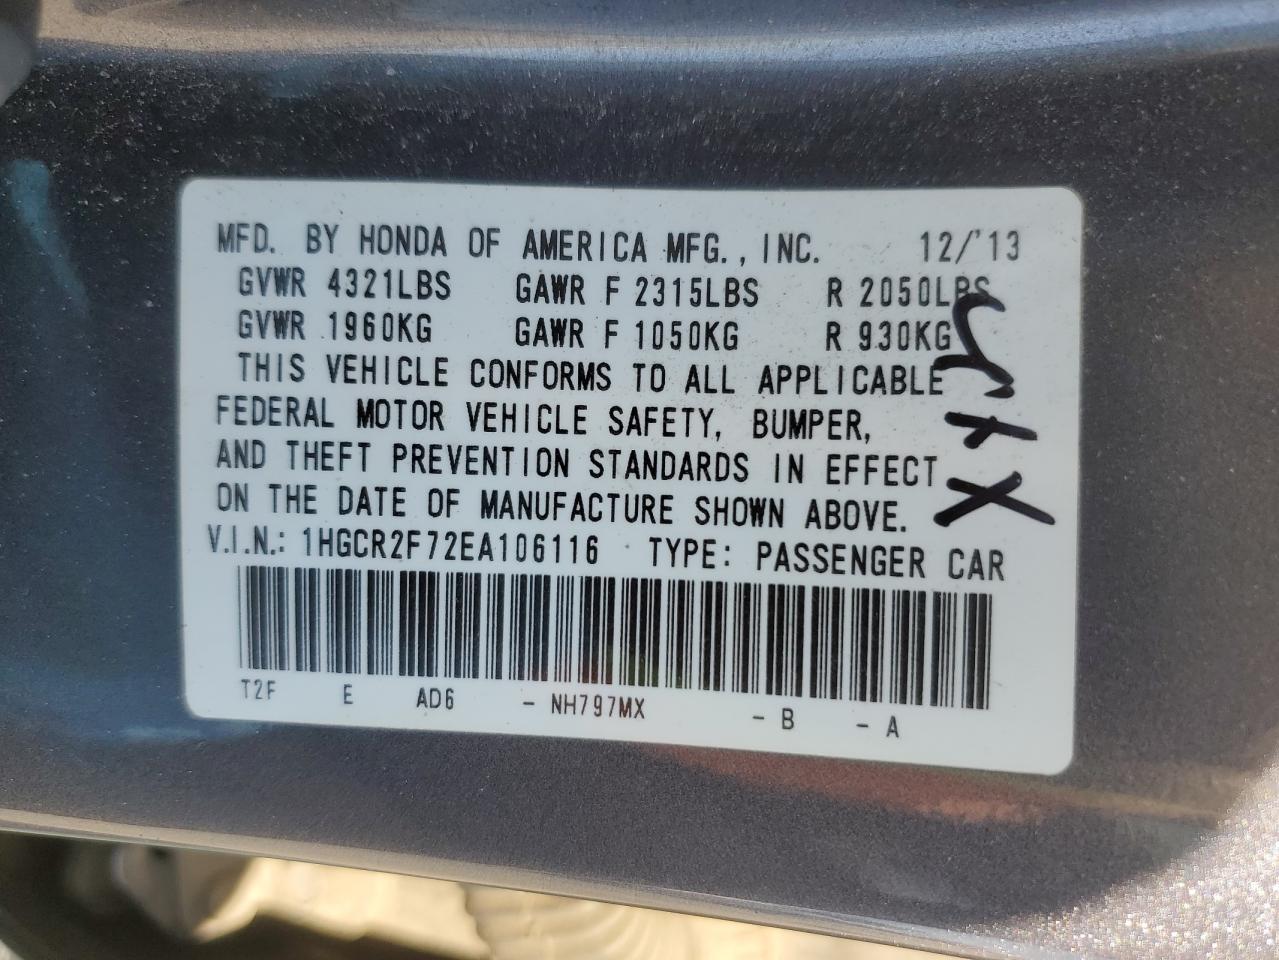 MFD. BY HONDA OF AMERICA MFG., INC. 12/'13
GVWR 4321LBS GAWR F 2315LBS R 2050LBS
GVWR 1960KG GAWR F 1050KG R 930KG
THIS VEHICLE CONFORMS TO ALL APPLICABLE
FEDERAL MOTOR VEHICLE SAFETY, BUMPER,
AND THEFT PREVENTION STANDARDS IN EFFECT
ON THE DATE OF MANUFACTURE SHOWN ABOVE.
V.I.N.: 1HGCR2F72EA106116 TYPE: PASSENGER CAR
T2F E AD6 - NH797MX - B - A